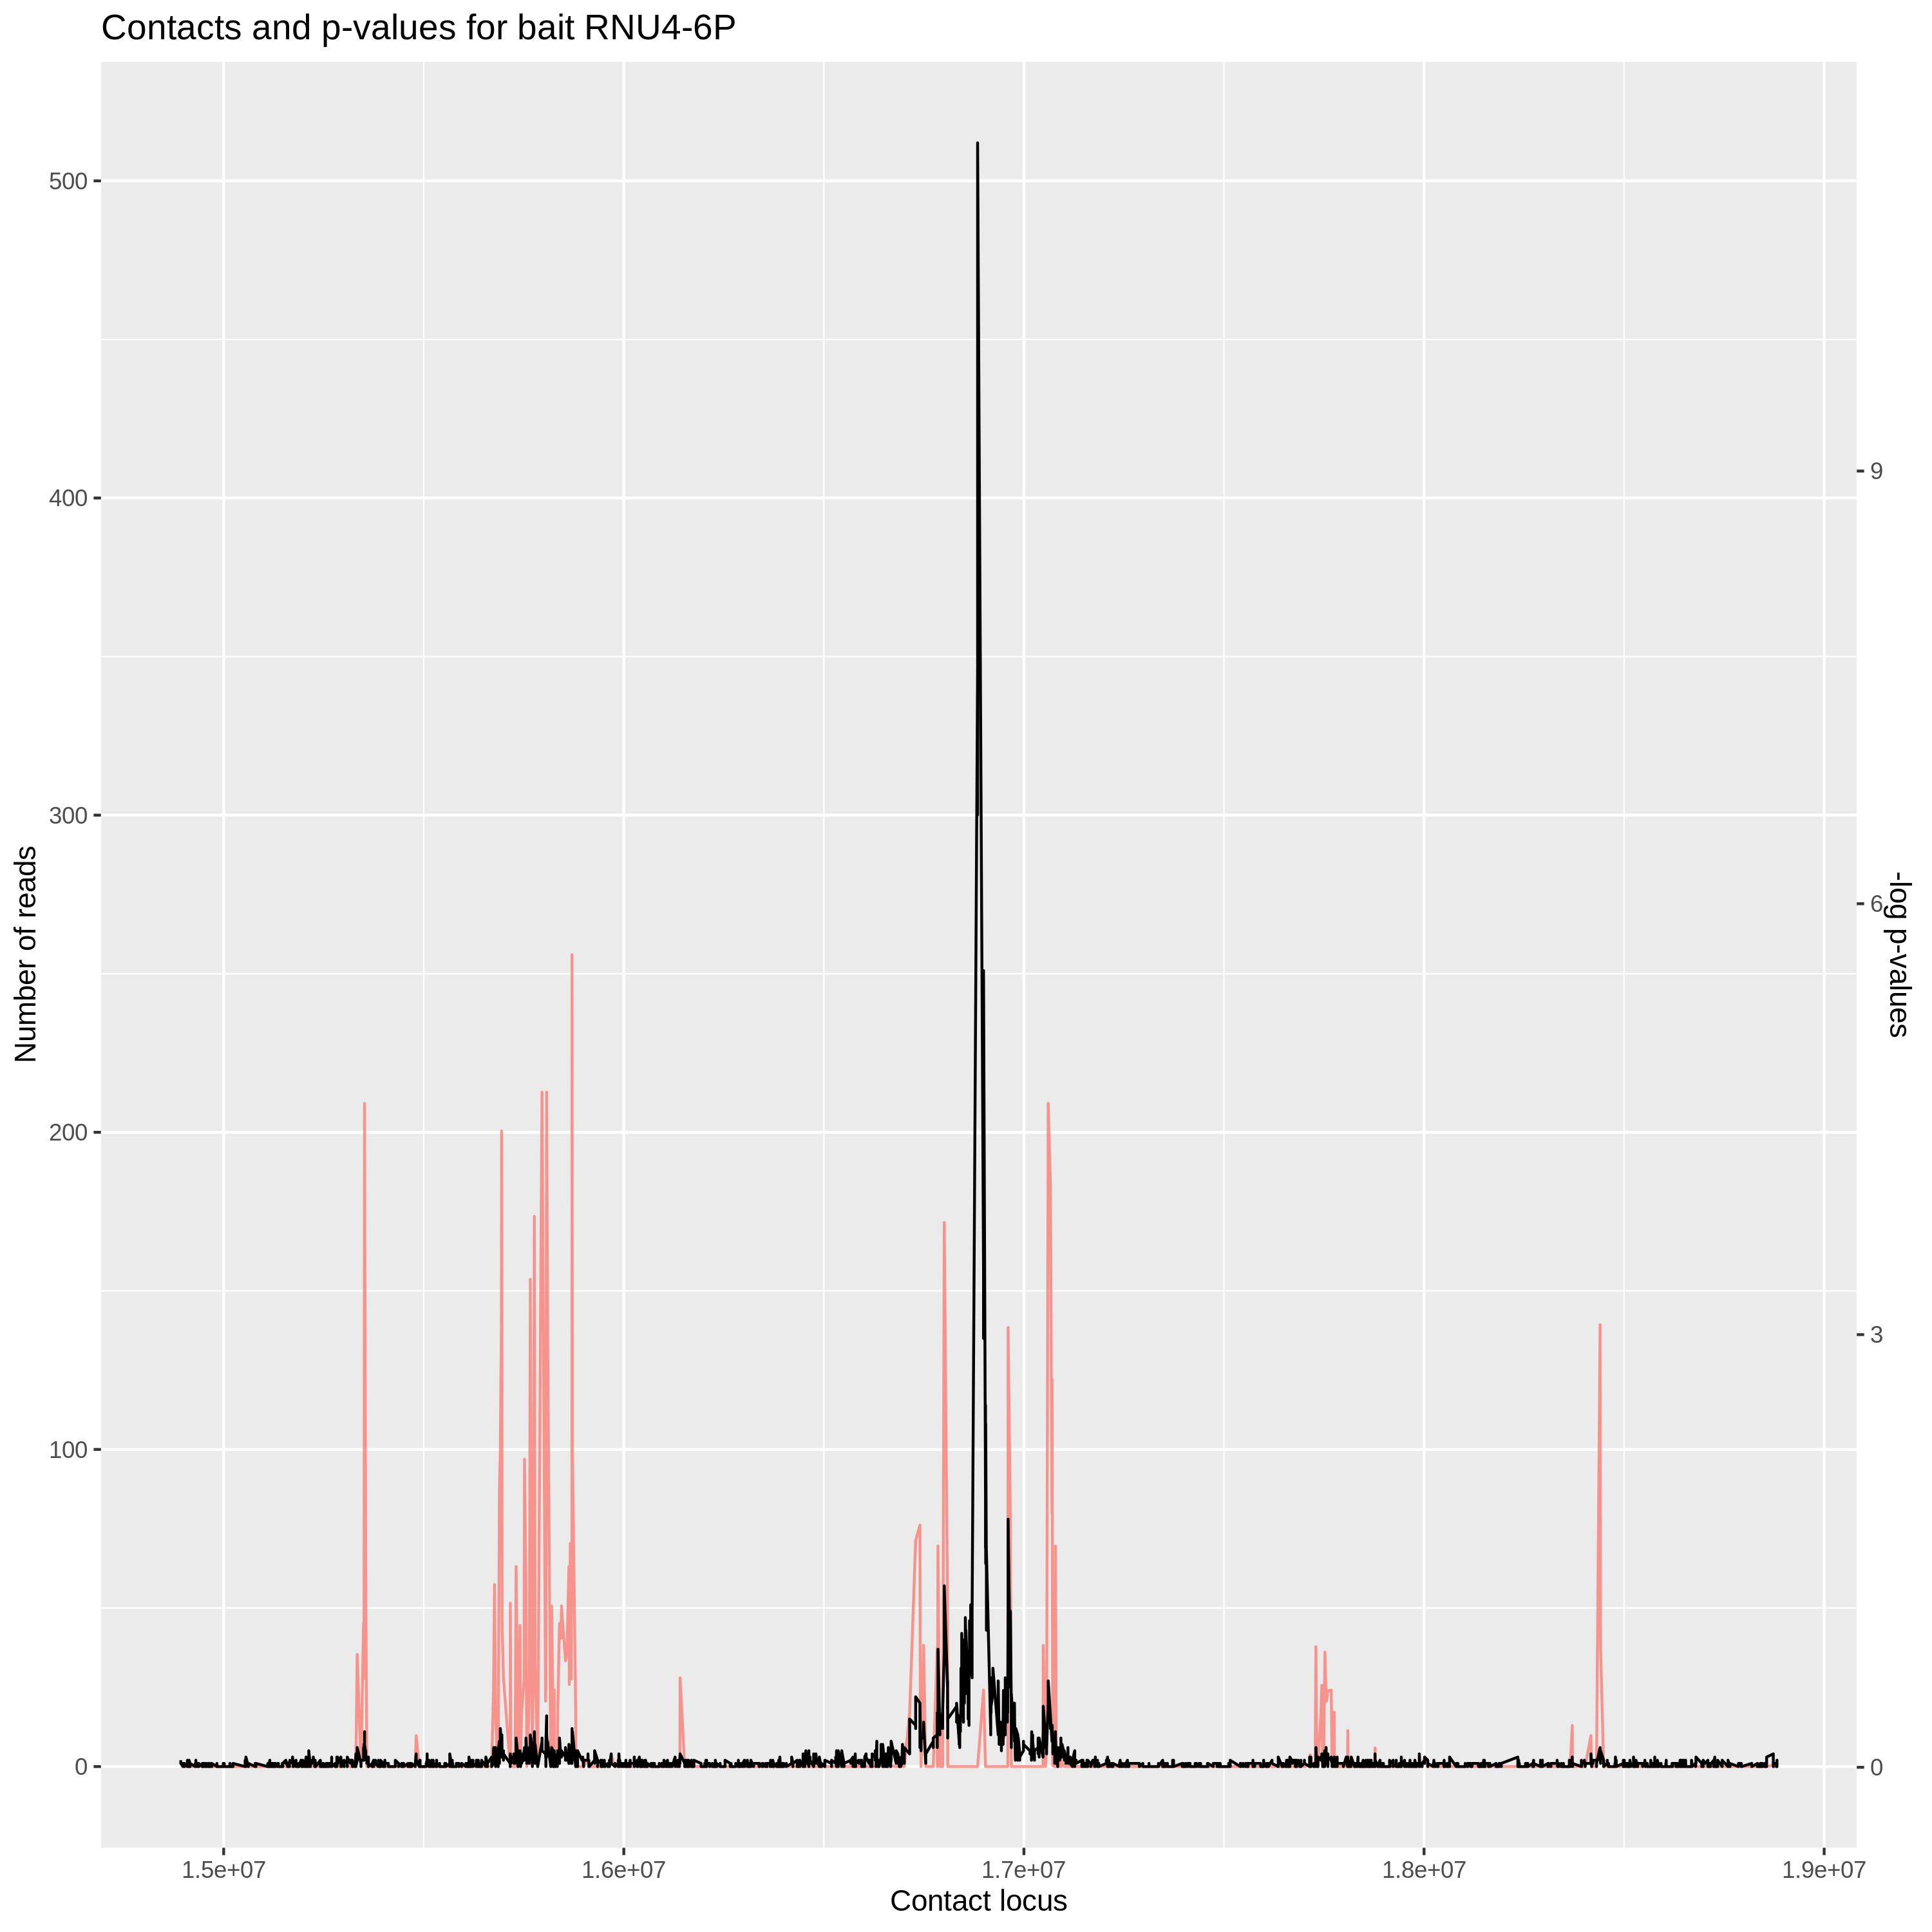 Contacts and p-values for bait RNU4-6P
Number of reads
500
400
300
200
100
0
9
6
3
0
-log p-values
1.5e+07 1.6e+07 1.7e+07 1.8e+07 1.9e+07
Contact locus